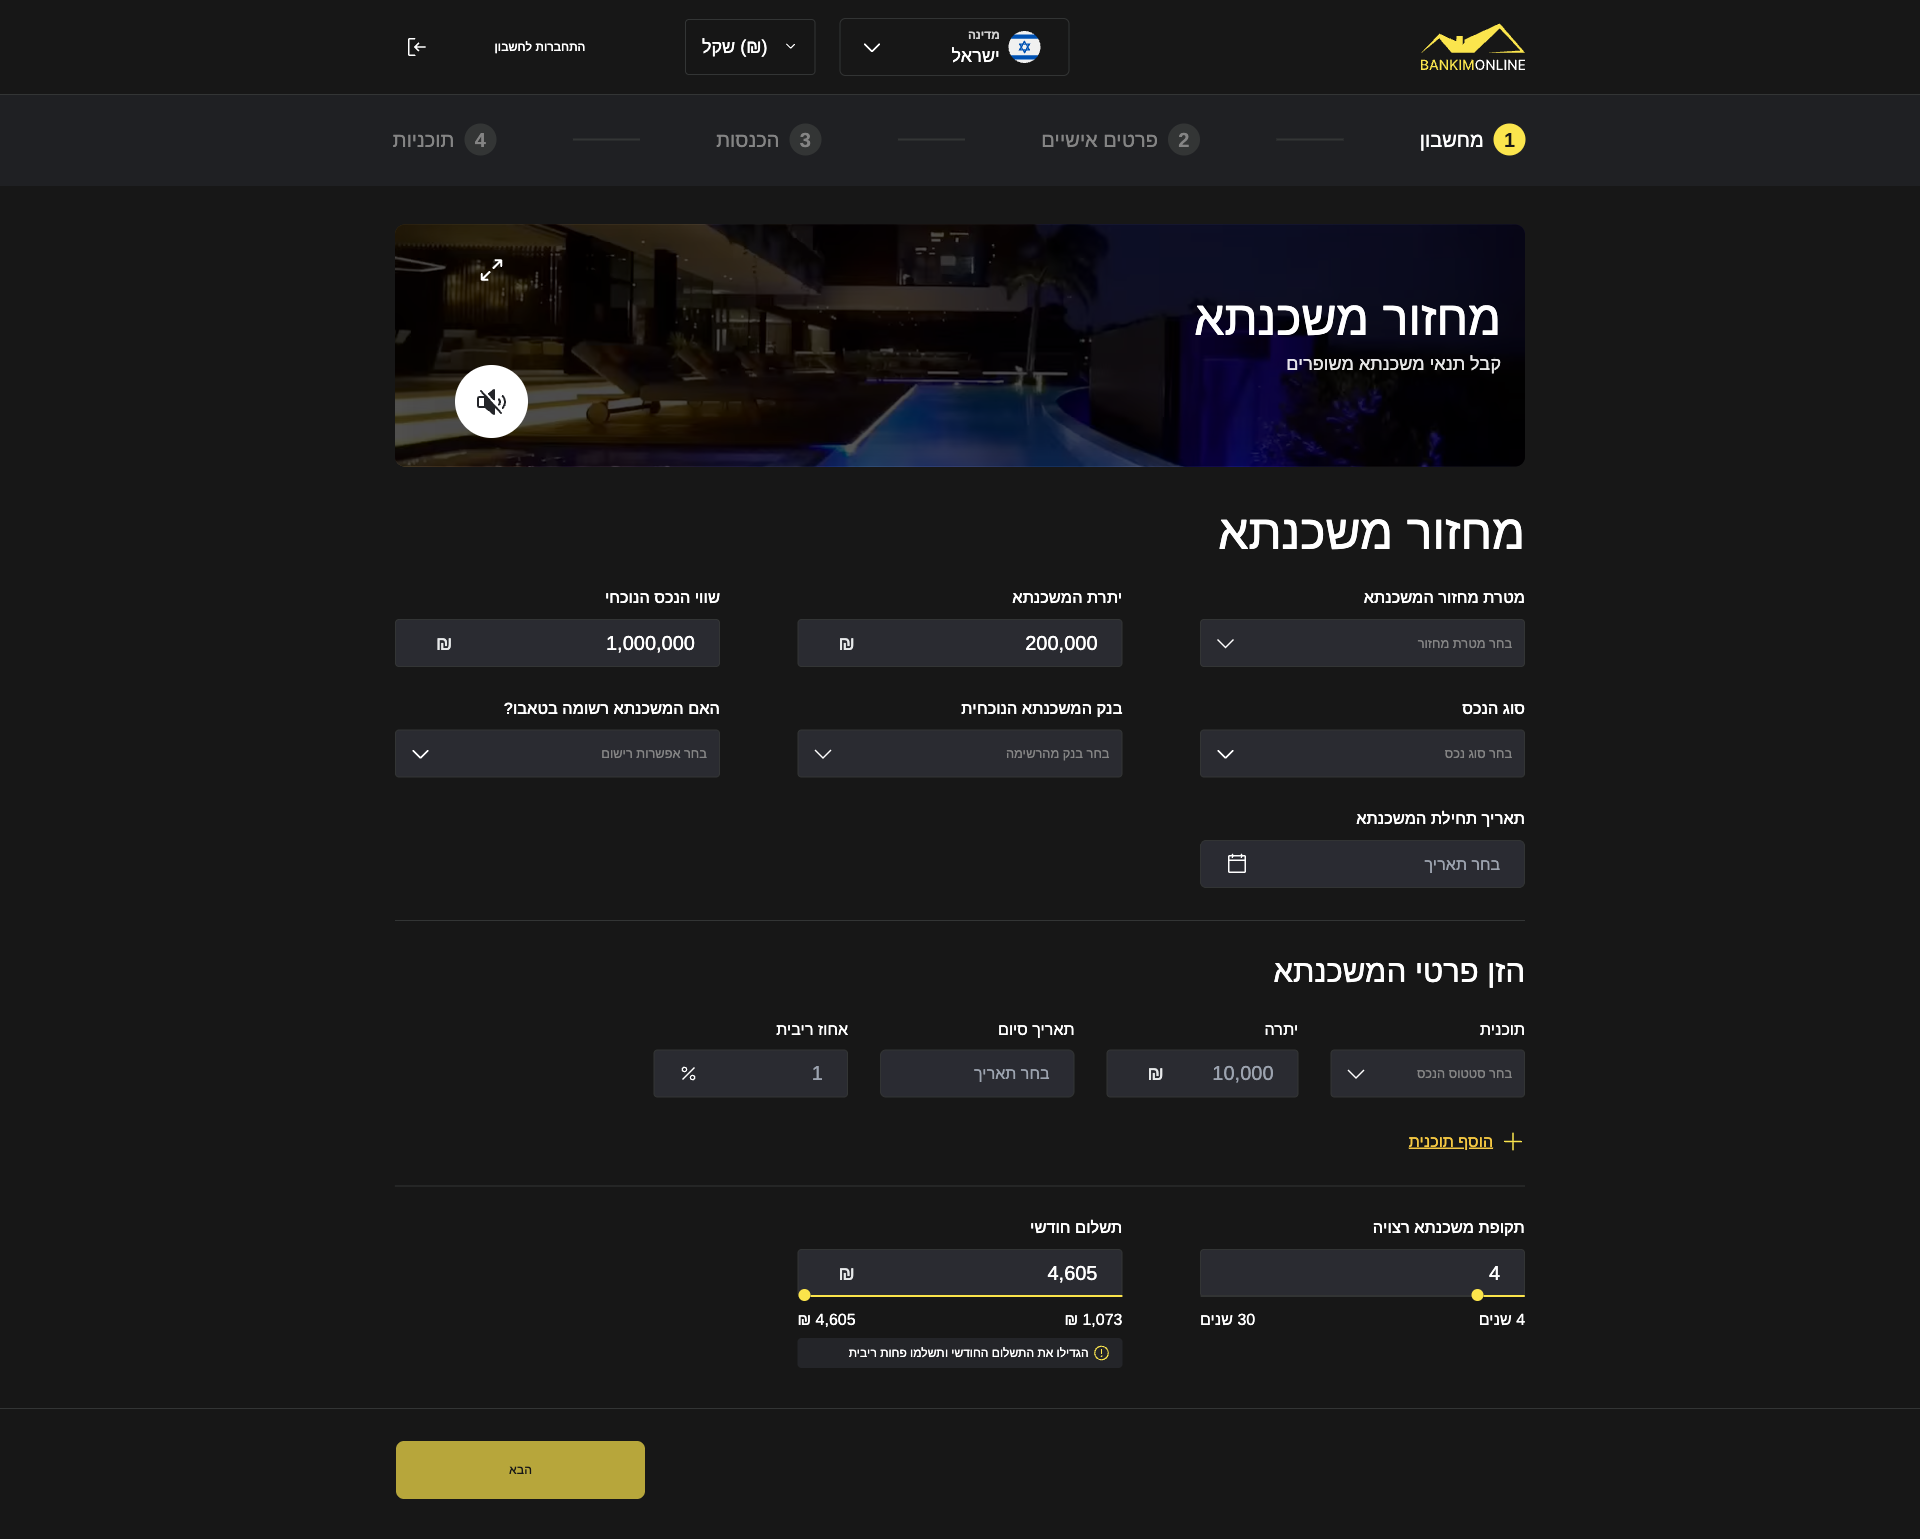 BANKIMONLINE
מדינה
ישראל
(₪) שקל
התחברות לחשבון
1 מחשבון
2 פרטים אישיים
3 הכנסות
4 תוכניות
מחזור משכנתא
קבל תנאי משכנתא משופרים
מחזור משכנתא
מטרת מחזור המשכנתא
יתרת המשכנתא
שווי הנכס הנוכחי
בחר מטרת מחזור
200,000 ₪
1,000,000 ₪
סוג הנכס
בנק המשכנתא הנוכחית
האם המשכנתא רשומה בטאבו?
בחר סוג נכס
בחר בנק מהרשימה
בחר אפשרות רישום
תאריך תחילת המשכנתא
בחר תאריך
הזן פרטי המשכנתא
תוכנית
יתרה
תאריך סיום
אחוז ריבית
בחר סטטוס הנכס
10,000 ₪
בחר תאריך
1 %
הוסף תוכנית
תקופת משכנתא רצויה
תשלום חודשי
4
4,605 ₪
4 שנים
30 שנים
1,073 ₪
4,605 ₪
הגדילו את התשלום החודשי ותשלמו פחות ריבית
הבא